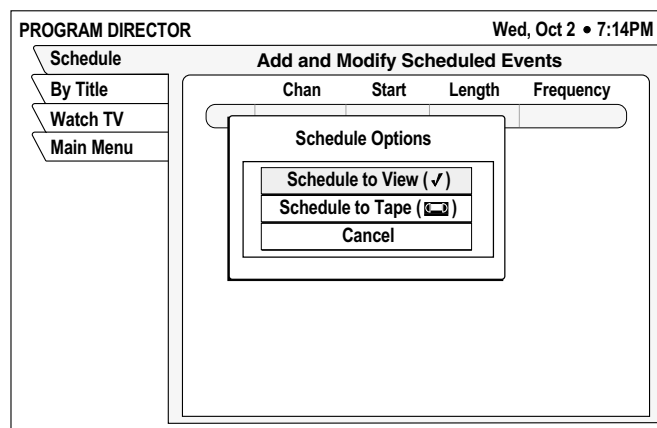 PROGRAM DIRECTOR Wed, Oct 2 • 7:14PM
Schedule
Add and Modify Scheduled Events
By Title
Watch TV
Main Menu
Chan Start Length Frequency
Schedule Options
Schedule to View (✓)
Schedule to Tape ( )
Cancel